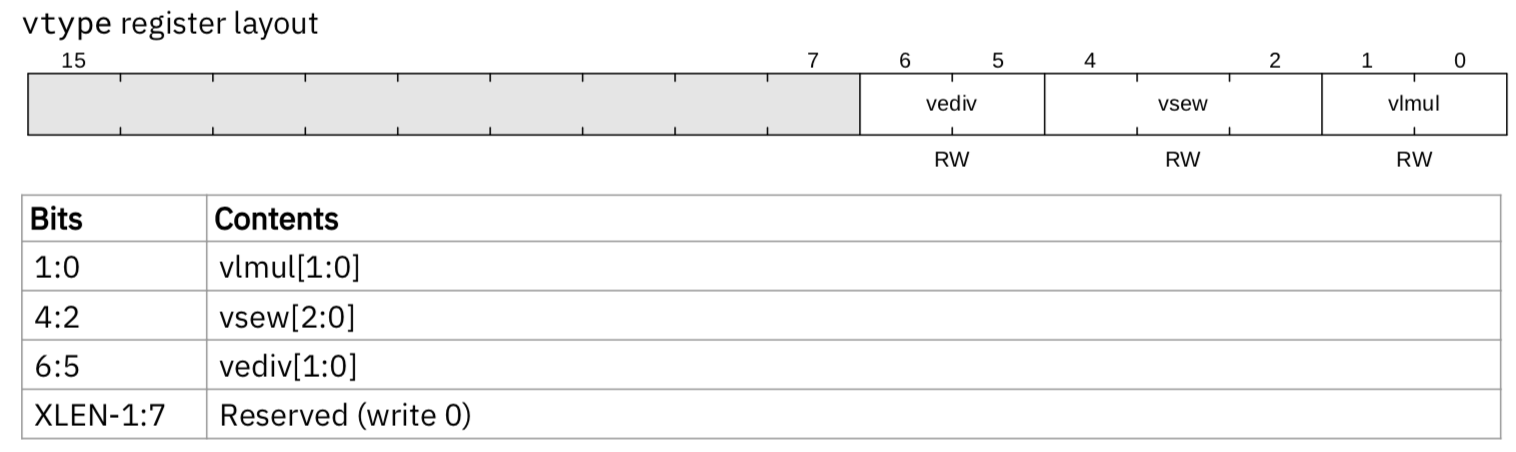 vtype register layout
15 7 6 5 4 2 1 0
vediv vsew vlmul
RW RW RW
Bits Contents
1:0 vlmul[1:0]
4:2 vsew[2:0]
6:5 vediv[1:0]
XLEN-1:7 Reserved (write 0)